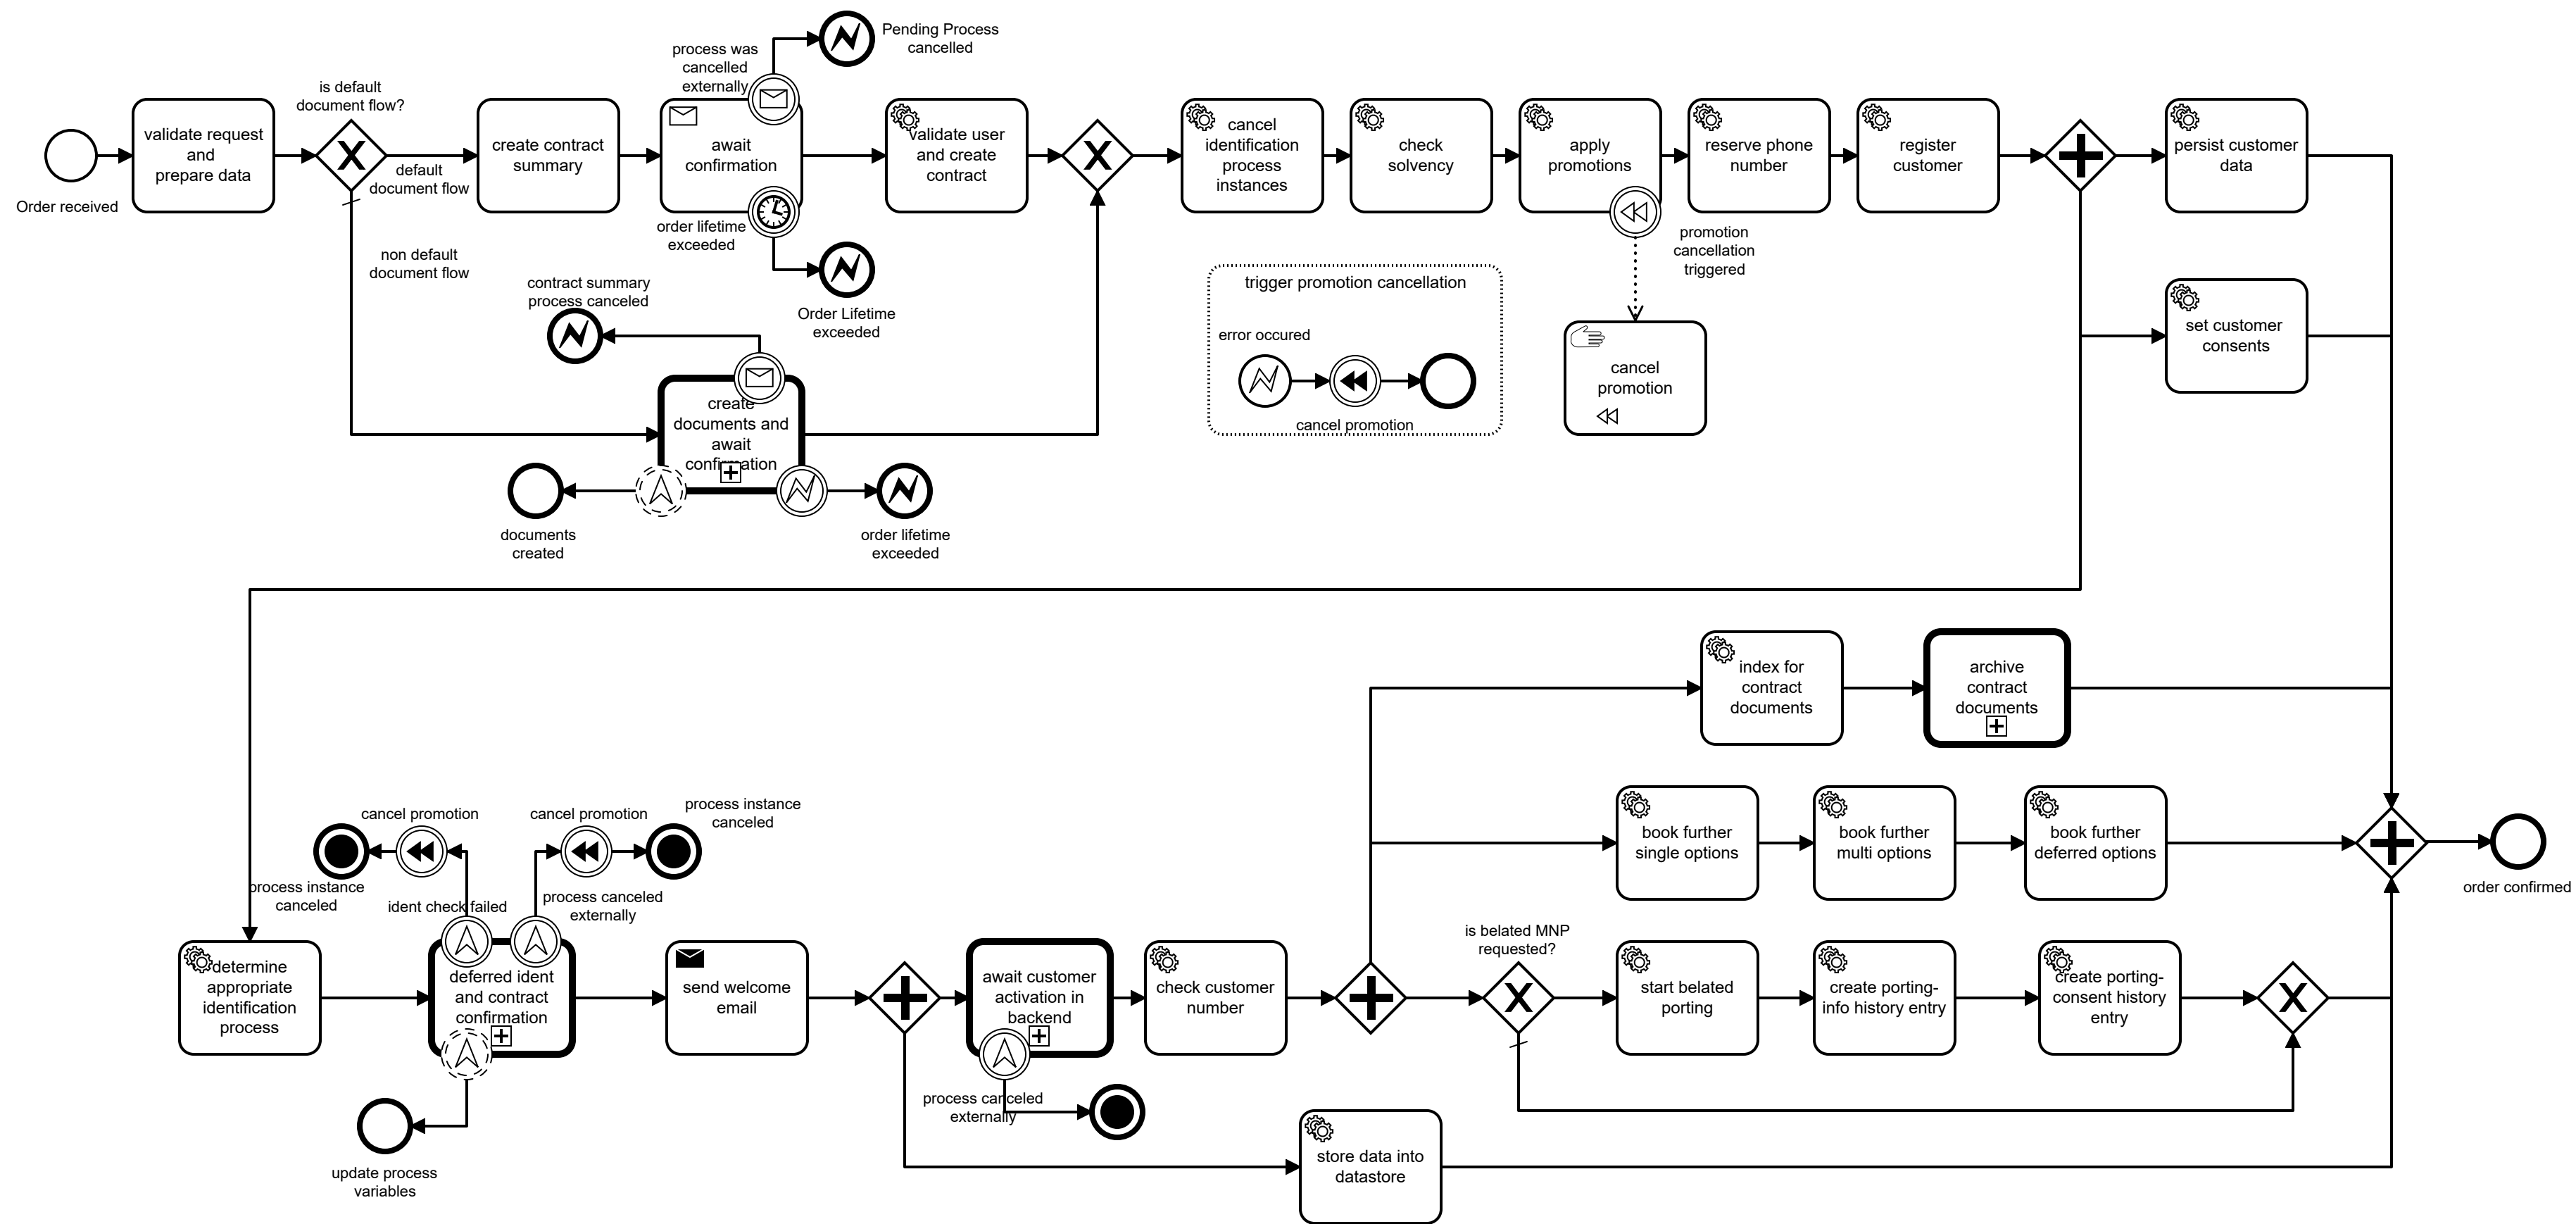 Pending Process
cancelled
process was
cancelled
externally
is default
document flow?
validate request
and
prepare data
create contract
summary
await
confirmation
validate user
and create
contract
cancel
identification
process
instances
check
solvency
apply
promotions
reserve phone
number
register
customer
persist customer
data
Order received
default
document flow
non default
document flow
order lifetime
exceeded
Order Lifetime
exceeded
promotion
cancellation
triggered
contract summary
process canceled
trigger promotion cancellation
error occured
cancel promotion
cancel
promotion
set customer
consents
create
documents and
await
confirmation
documents
created
order lifetime
exceeded
index for
contract
documents
archive
contract
documents
cancel promotion
cancel promotion
process instance
canceled
process instance
canceled
ident check failed
process canceled
externally
book further
single options
book further
multi options
book further
deferred options
order confirmed
is belated MNP
requested?
determine
appropriate
identification
process
deferred ident
and contract
confirmation
send welcome
email
await customer
activation in
backend
check customer
number
start belated
porting
create porting-
info history entry
create porting-
consent history
entry
process canceled
externally
update process
variables
store data into
datastore